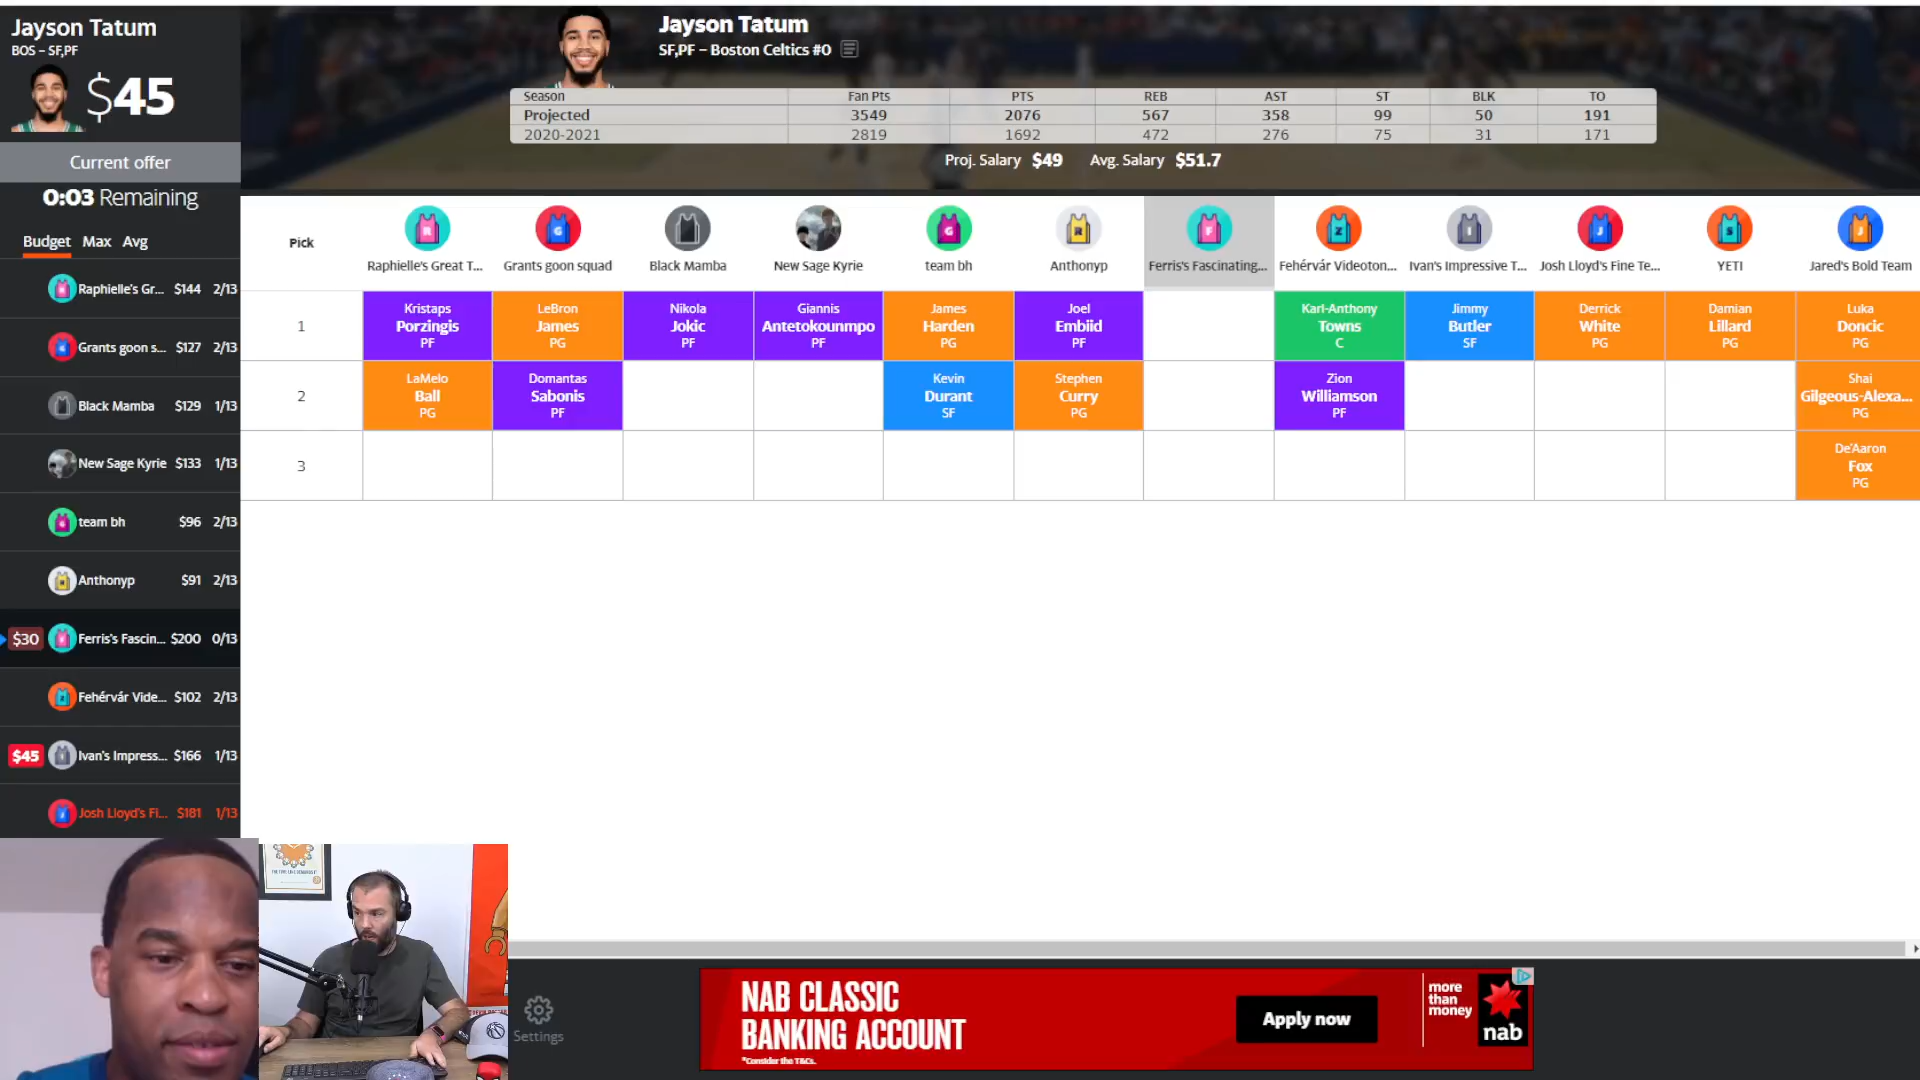 Jayson Tatum
BOS – SF,PF
$45
Current offer
0:03 Remaining
Budget Max Avg
Raphielle's Gr... $144 2/13
Grants goon s... $127 2/13
Black Mamba $129 1/13
New Sage Kyrie $133 1/13
team bh $96 2/13
Anthonyp $91 2/13
$30 Ferris's Fascin... $200 0/13
Fehérvár Vide... $102 2/13
$45 Ivan's Impress... $166 1/13
Josh Lloyd's Fi... $181 1/13
Jayson Tatum
SF,PF – Boston Celtics #0
Season Fan Pts PTS REB AST ST BLK TO
Projected 3549 2076 567 358 99 50 191
2020-2021 2819 1692 472 276 75 31 171
Proj. Salary $49 Avg. Salary $51.7
Pick
R G G R F Z I J S J
Raphielle's Great T... Grants goon squad Black Mamba New Sage Kyrie team bh Anthonyp Ferris's Fascinating... Fehérvár Videoton... Ivan's Impressive T... Josh Lloyd's Fine Te... YETI Jared's Bold Team
1
Kristaps LeBron Nikola Giannis James Joel Karl-Anthony Jimmy Derrick Damian Luka
Porzingis James Jokic Antetokounmpo Harden Embiid Towns Butler White Lillard Doncic
PF PG PF PF PG PF C SF PG PG PG
2
LaMelo Domantas Kevin Stephen Zion Shai
Ball Sabonis Durant Curry Williamson Gilgeous-Alexa...
PG PF SF PG PF PG
3
De'Aaron
Fox
PG
Settings
NAB CLASSIC
BANKING ACCOUNT
*Consider the T&Cs.
Apply now
more
than
money
nab